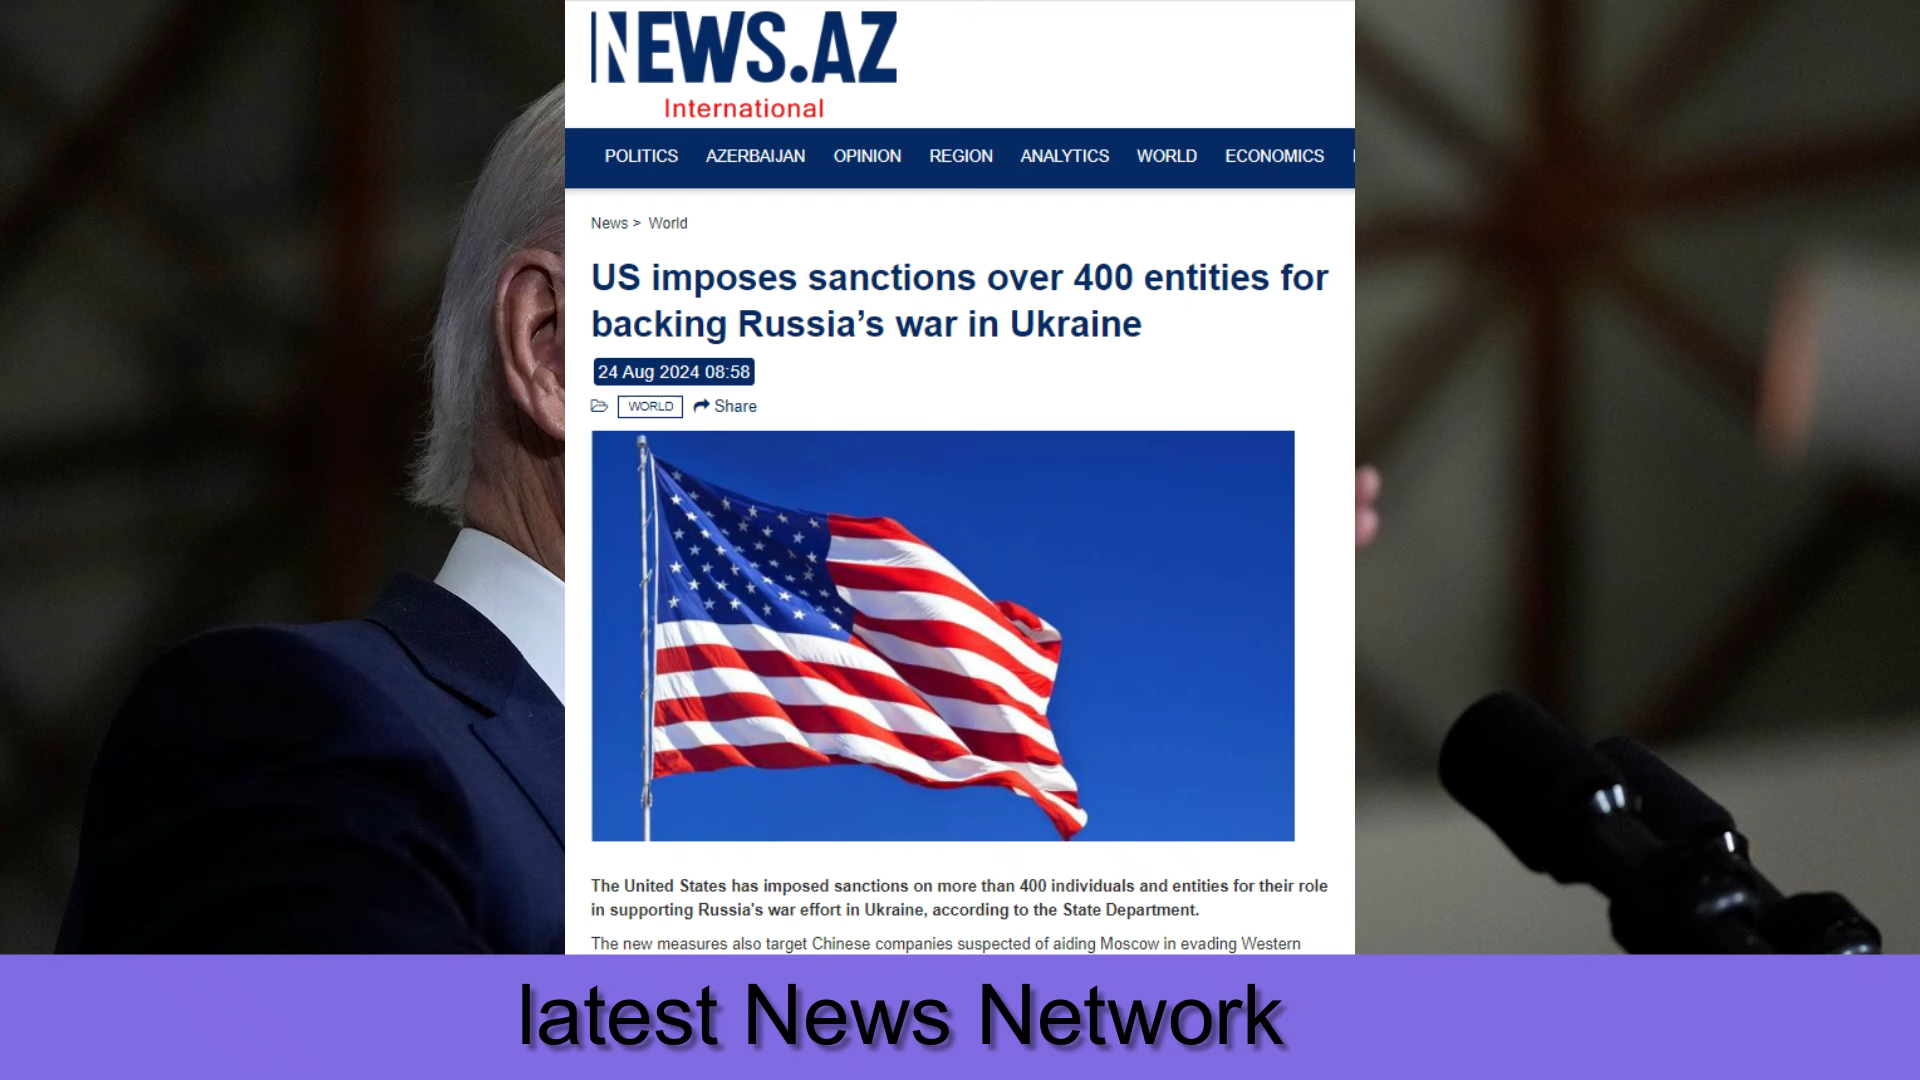 NEWS.AZ
International
POLITICS AZERBAIJAN OPINION REGION ANALYTICS WORLD ECONOMICS
News > World
US imposes sanctions over 400 entities for
backing Russia’s war in Ukraine
24 Aug 2024 08:58
WORLD Share
The United States has imposed sanctions on more than 400 individuals and entities for their role
in supporting Russia's war effort in Ukraine, according to the State Department.
The new measures also target Chinese companies suspected of aiding Moscow in evading Western
latest News Network